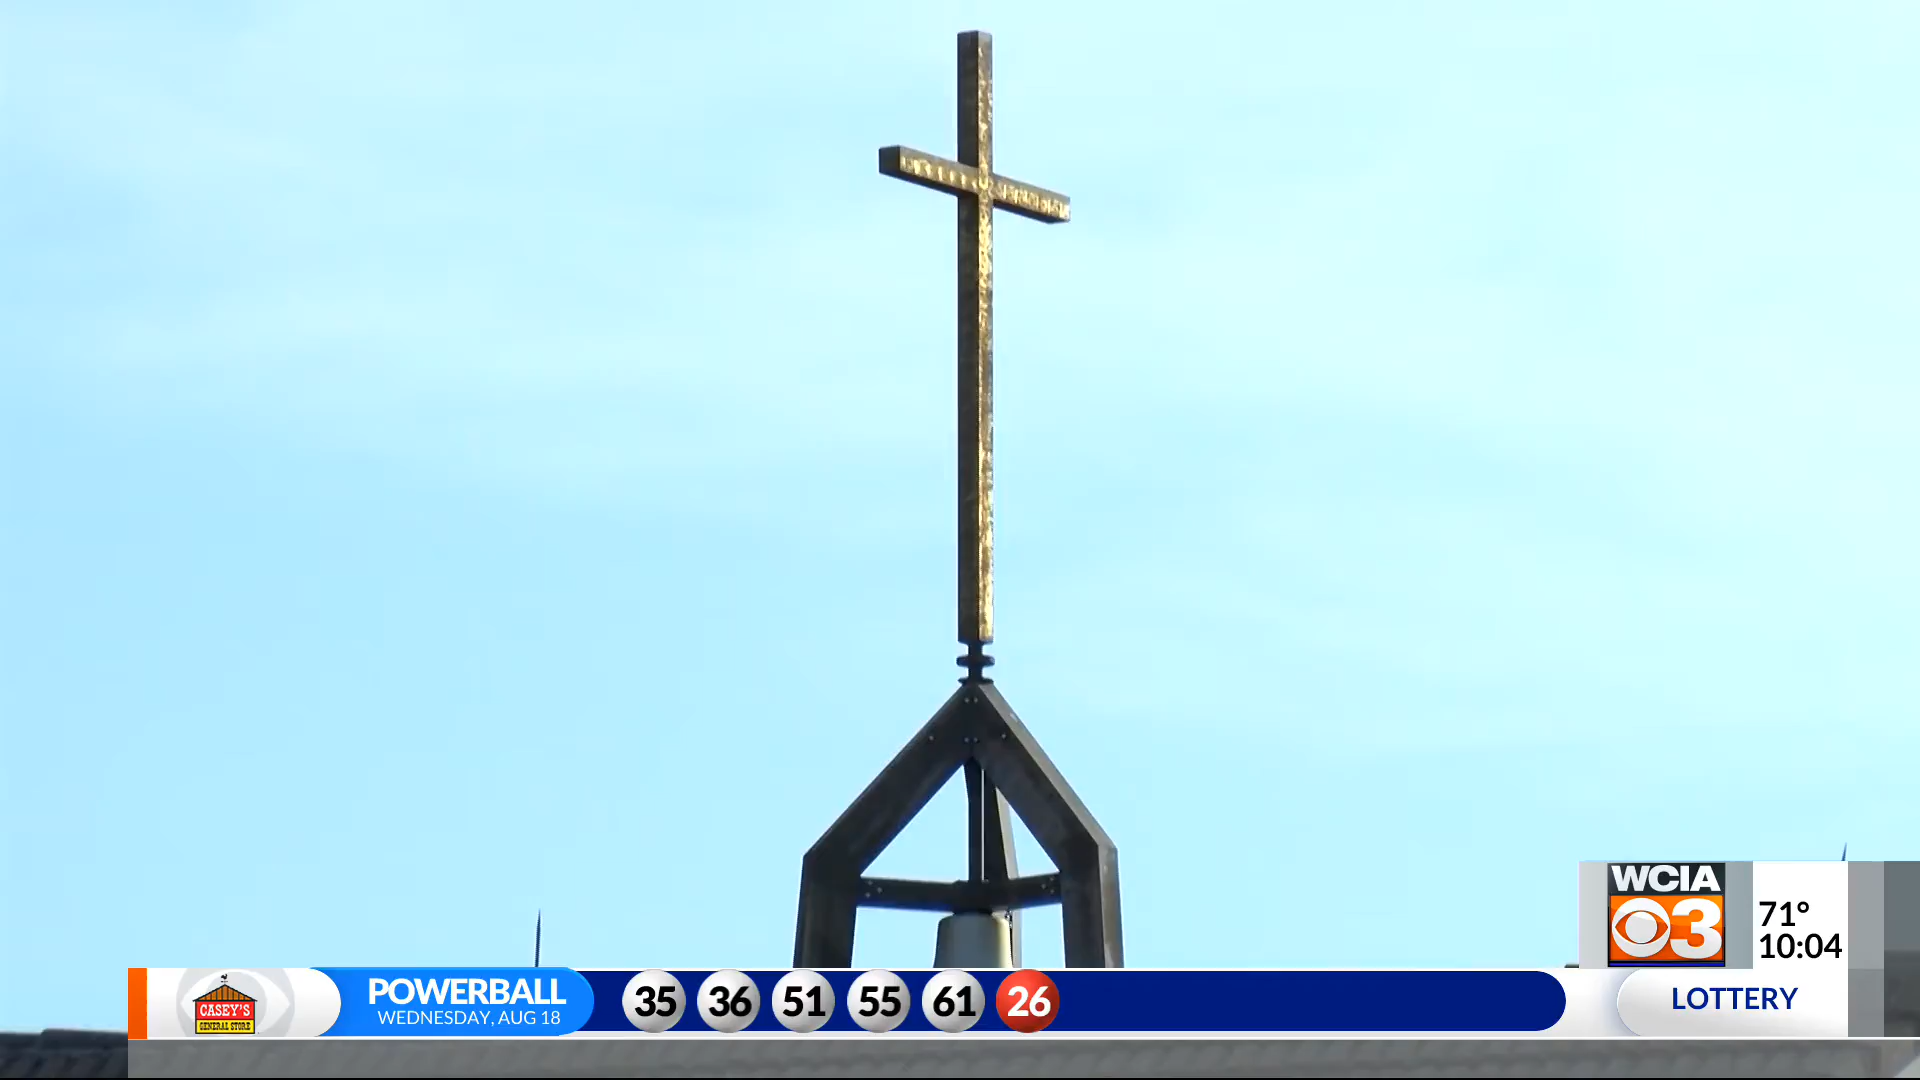 WCIA
3
71°
10:04
CASEY'S
GENERAL STORE
POWERBALL
WEDNESDAY, AUG 18
35 36 51 55 61 26
LOTTERY